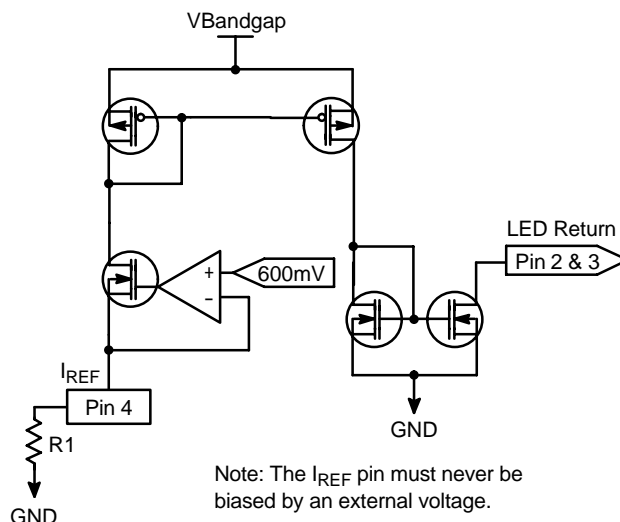 VBandgap
LED Return
Pin 2 & 3
+
600mV
−
IREF
Pin 4
R1
GND
GND
Note: The IREF pin must never be
biased by an external voltage.